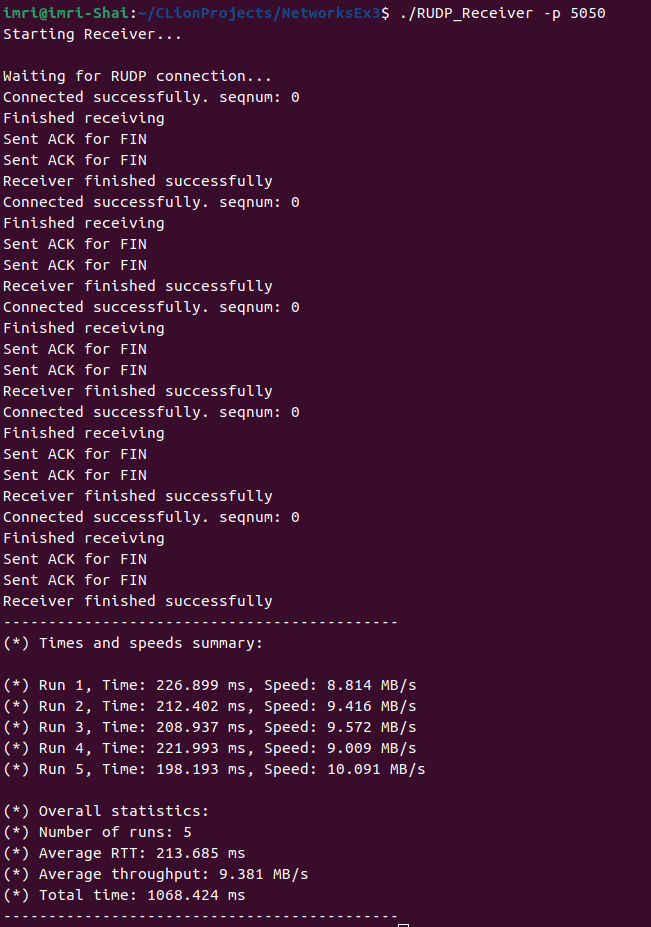 imri@imri-Shai:~/CLionProjects/NetworksEx3$ ./RUDP_Receiver -p 5050
Starting Receiver...
Waiting for RUDP connection...
Connected successfully. seqnum: 0
Finished receiving
Sent ACK for FIN
Sent ACK for FIN
Receiver finished successfully
Connected successfully. seqnum: 0
Finished receiving
Sent ACK for FIN
Sent ACK for FIN
Receiver finished successfully
Connected successfully. seqnum: 0
Finished receiving
Sent ACK for FIN
Sent ACK for FIN
Receiver finished successfully
Connected successfully. seqnum: 0
Finished receiving
Sent ACK for FIN
Sent ACK for FIN
Receiver finished successfully
Connected successfully. seqnum: 0
Finished receiving
Sent ACK for FIN
Sent ACK for FIN
Receiver finished successfully
--------------------------------------------
(*) Times and speeds summary:
(*) Run 1, Time: 226.899 ms, Speed: 8.814 MB/s
(*) Run 2, Time: 212.402 ms, Speed: 9.416 MB/s
(*) Run 3, Time: 208.937 ms, Speed: 9.572 MB/s
(*) Run 4, Time: 221.993 ms, Speed: 9.009 MB/s
(*) Run 5, Time: 198.193 ms, Speed: 10.091 MB/s
(*) Overall statistics:
(*) Number of runs: 5
(*) Average RTT: 213.685 ms
(*) Average throughput: 9.381 MB/s
(*) Total time: 1068.424 ms
--------------------------------------------